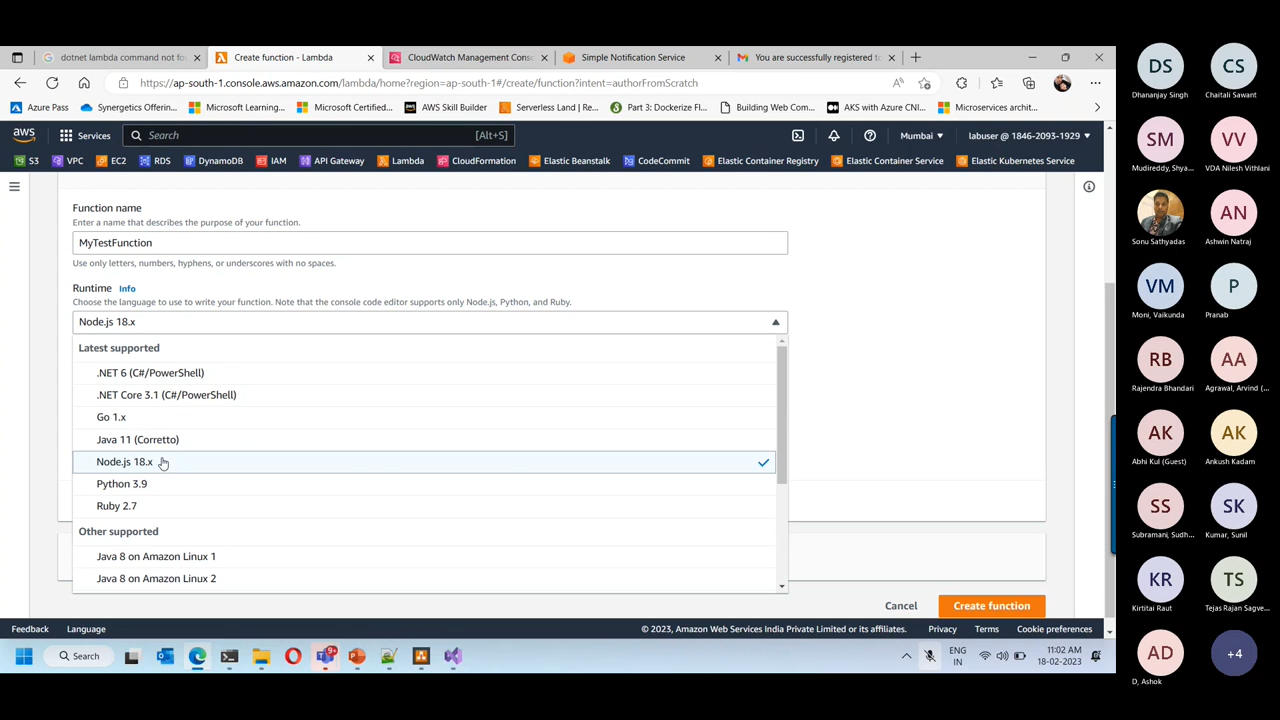 dotnet lambda command not fo
Create function - Lambda
CloudWatch Management Cons
Simple Notification Service
You are successfully registered to
https://ap-south-1.console.aws.amazon.com/lambda/home?region=ap-south-1#/create/function?intent=authorFromScratch
Azure Pass
Synergetics Offerin...
Microsoft Learning...
Microsoft Certified...
AWS Skill Builder
Serverless Land | Re...
Part 3: Dockerize Fl...
Building Web Com...
AKS with Azure CNI...
Microservices archit...
aws
Services
Search
[Alt+S]
Mumbai
labuser @ 1846-2093-1929
S3
VPC
EC2
RDS
DynamoDB
IAM
API Gateway
Lambda
CloudFormation
Elastic Beanstalk
CodeCommit
Elastic Container Registry
Elastic Container Service
Elastic Kubernetes Service
Function name
Enter a name that describes the purpose of your function.
MyTestFunction
Use only letters, numbers, hyphens, or underscores with no spaces.
Runtime Info
Choose the language to use to write your function. Note that the console code editor supports only Node.js, Python, and Ruby.
Node.js 18.x
Latest supported
.NET 6 (C#/PowerShell)
.NET Core 3.1 (C#/PowerShell)
Go 1.x
Java 11 (Corretto)
Node.js 18.x
Python 3.9
Ruby 2.7
Other supported
Java 8 on Amazon Linux 1
Java 8 on Amazon Linux 2
Cancel
Create function
Feedback
Language
© 2023, Amazon Web Services India Private Limited or its affiliates.
Privacy
Terms
Cookie preferences
Search
9+
ENG
IN
11:02 AM
18-02-2023
DS
Dhananjay Singh
CS
Chaitali Sawant
SM
Mudireddy, Shya...
VV
VDA Nilesh Vithlani
Sonu Sathyadas
AN
Ashwin Natraj
VM
Moni, Vaikunda
P
Pranab
RB
Rajendra Bhandari
AA
Agrawal, Arvind (...
AK
Abhi Kul (Guest)
AK
Ankush Kadam
SS
Subramani, Sudh...
SK
Kumar, Sunil
KR
Kirtitai Raut
TS
Tejas Rajan Sagve...
AD
D, Ashok
+4